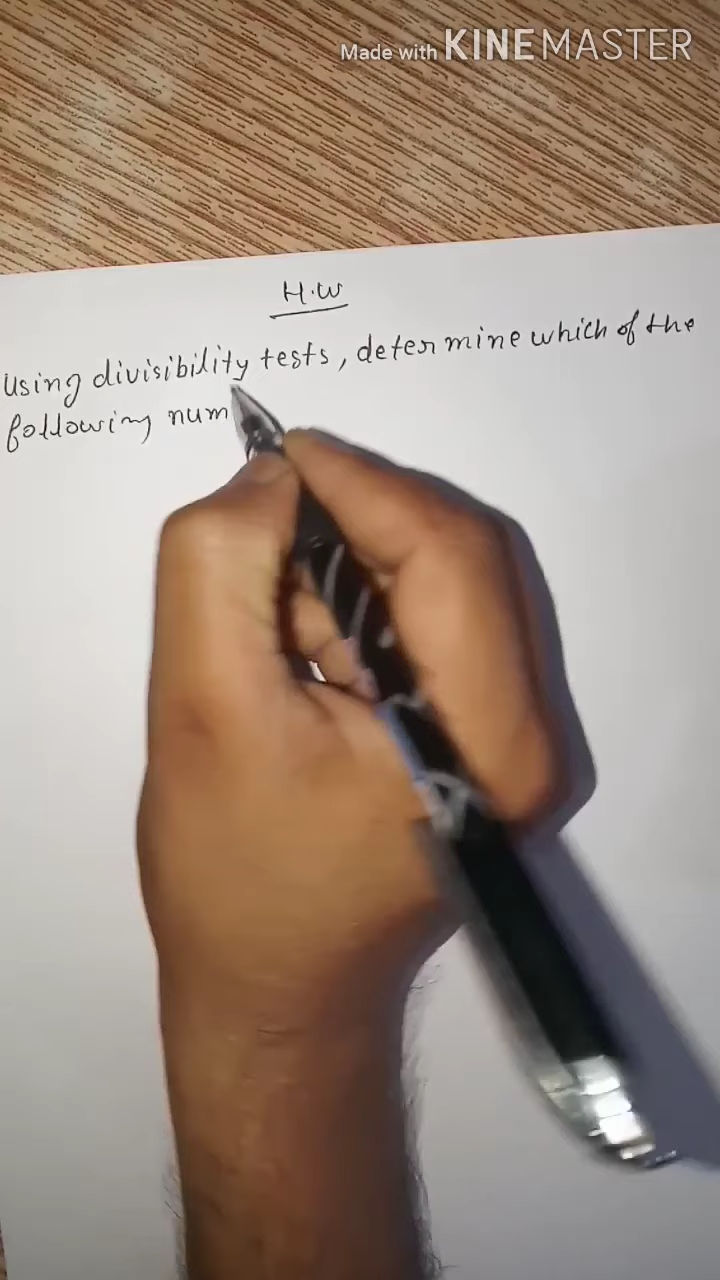 Made with KINEMASTER
H.W
Using divisibility tests, determine which of the
following num